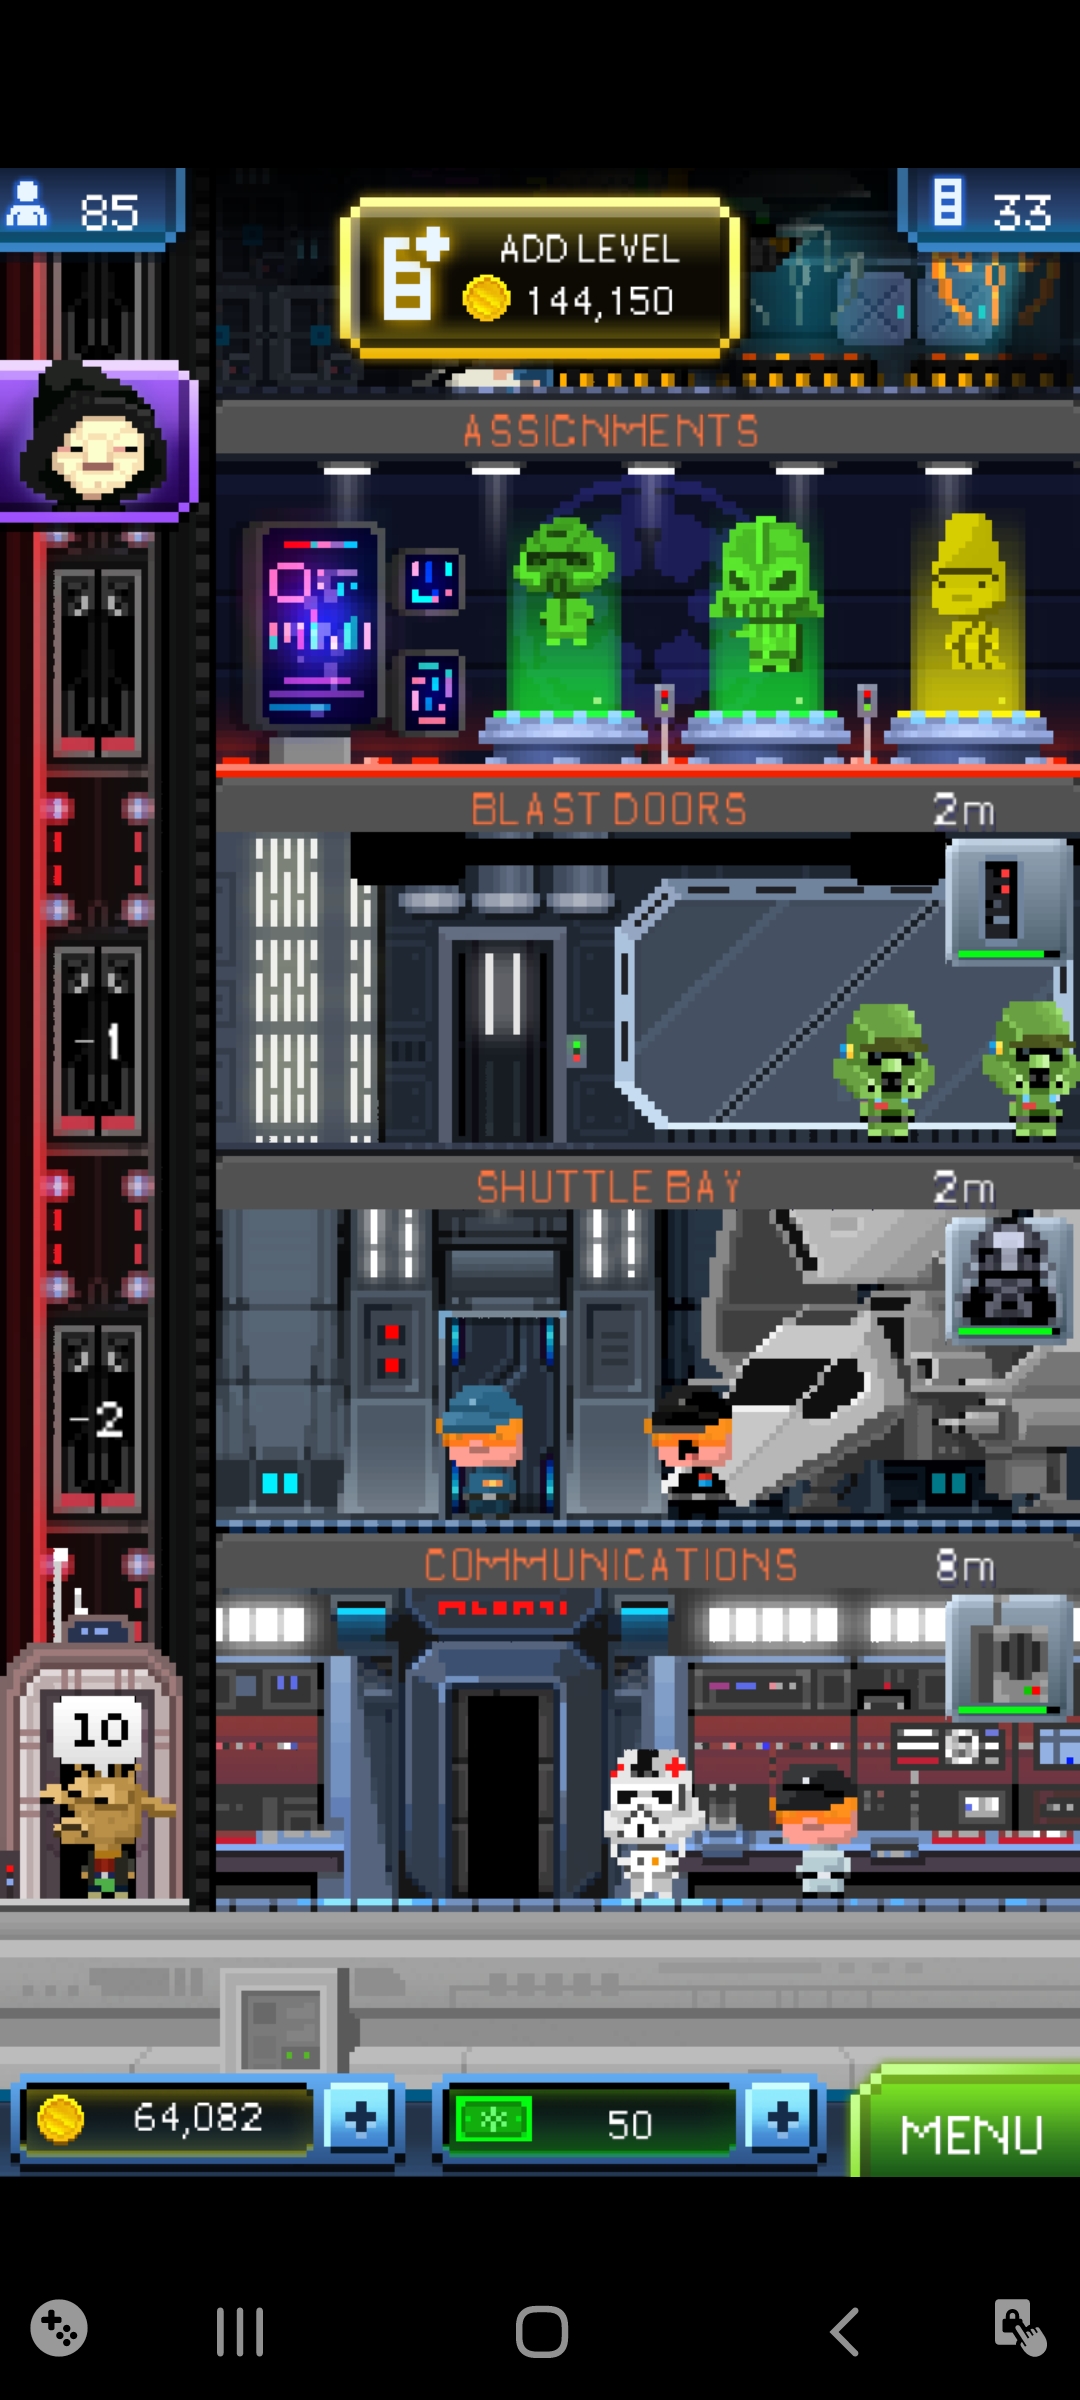 85
ADD LEVEL
144,150
33
ASSIGNMENTS
BLAST DOORS 2m
-1
SHUTTLE BAY 2m
-2
COMMUNICATIONS 8m
10
64,082
50
MENU